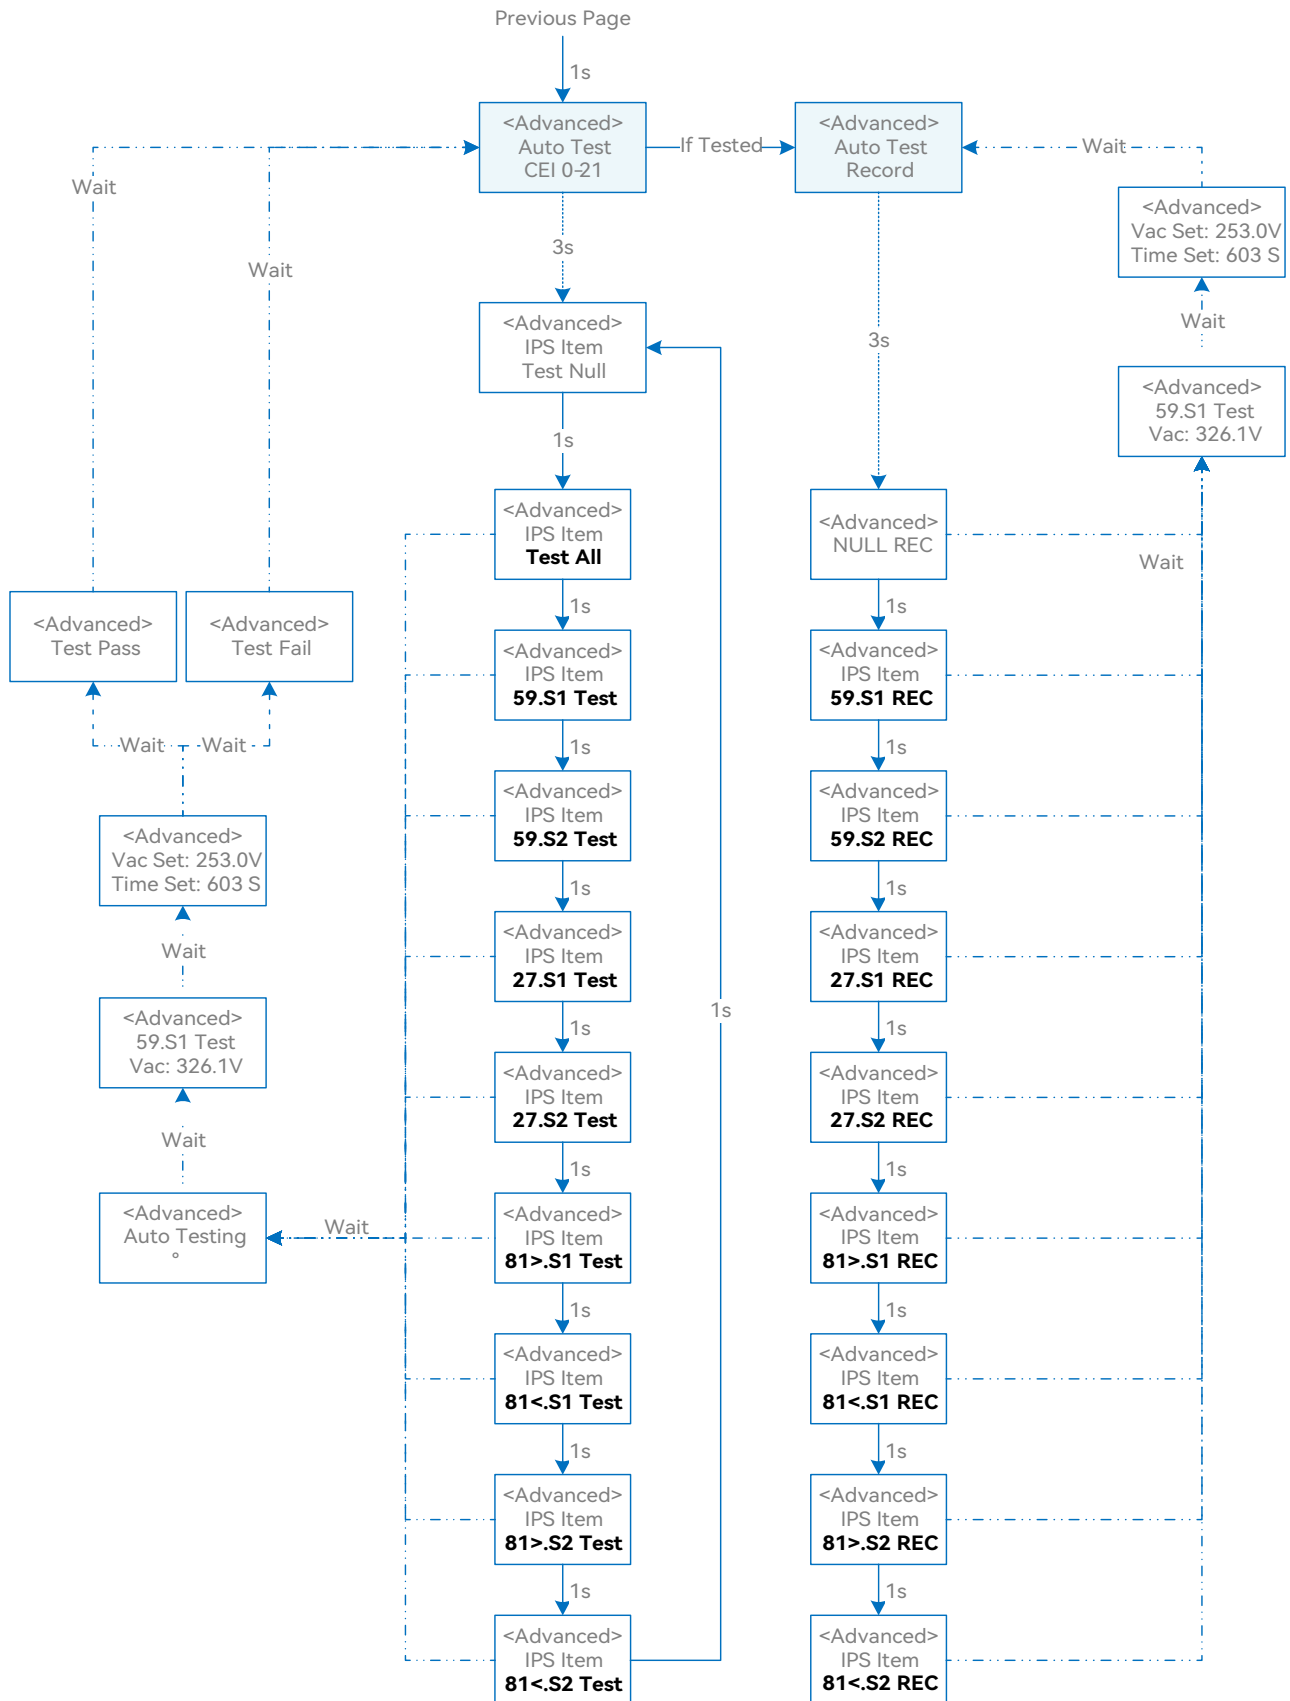 Previous Page
1s
<Advanced>
Auto Test
CEI 0-21
If Tested
<Advanced>
Auto Test
Record
Wait
Wait
Wait
3s
3s
<Advanced>
Vac Set: 253.0V
Time Set: 603 S
Wait
<Advanced>
59.S1 Test
Vac: 326.1V
Wait
<Advanced>
IPS Item
Test Null
1s
<Advanced>
IPS Item
Test All
1s
<Advanced>
IPS Item
59.S1 Test
1s
<Advanced>
IPS Item
59.S2 Test
1s
<Advanced>
IPS Item
27.S1 Test
1s
<Advanced>
IPS Item
27.S2 Test
1s
<Advanced>
IPS Item
81>.S1 Test
1s
<Advanced>
IPS Item
81<.S1 Test
1s
<Advanced>
IPS Item
81>.S2 Test
1s
<Advanced>
IPS Item
81<.S2 Test
1s
<Advanced>
NULL REC
1s
<Advanced>
IPS Item
59.S1 REC
1s
<Advanced>
IPS Item
59.S2 REC
1s
<Advanced>
IPS Item
27.S1 REC
1s
<Advanced>
IPS Item
27.S2 REC
1s
<Advanced>
IPS Item
81>.S1 REC
1s
<Advanced>
IPS Item
81<.S1 REC
1s
<Advanced>
IPS Item
81>.S2 REC
1s
<Advanced>
IPS Item
81<.S2 REC
<Advanced>
Test Pass
<Advanced>
Test Fail
Wait
Wait
<Advanced>
Vac Set: 253.0V
Time Set: 603 S
Wait
<Advanced>
59.S1 Test
Vac: 326.1V
Wait
<Advanced>
Auto Testing
°
Wait